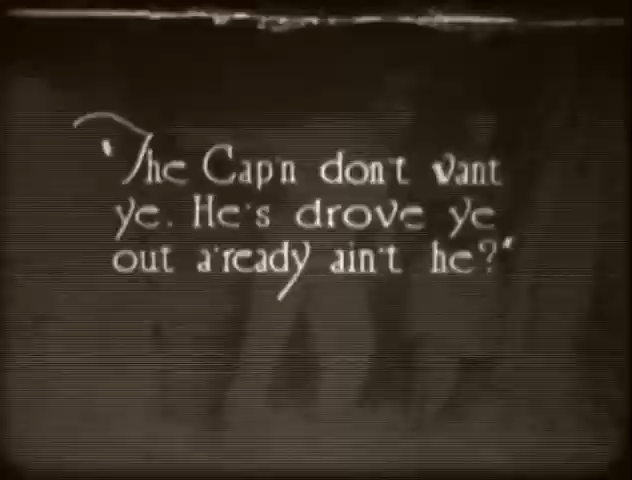 "The Cap'n don't vant
ye. He's drove ye
out a'ready ain't he?"